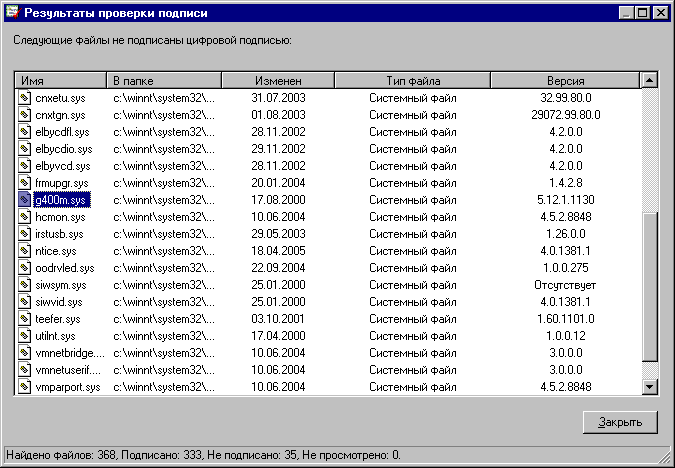 Результаты проверки подписи
Следующие файлы не подписаны цифровой подписью:
Имя В папке Изменен Тип файла Версия
cnxetu.sys c:\winnt\system32\... 31.07.2003 Системный файл 32.99.80.0
cnxtgn.sys c:\winnt\system32\... 01.08.2003 Системный файл 29072.99.80.0
elbycdfl.sys c:\winnt\system32\... 28.11.2002 Системный файл 4.2.0.0
elbycdio.sys c:\winnt\system32\... 29.11.2002 Системный файл 4.2.0.0
elbyvcd.sys c:\winnt\system32\... 28.11.2002 Системный файл 4.2.0.0
frmupgr.sys c:\winnt\system32\... 20.01.2004 Системный файл 1.4.2.8
g400m.sys c:\winnt\system32\... 17.08.2000 Системный файл 5.12.1.1130
hcmon.sys c:\winnt\system32\... 10.06.2004 Системный файл 4.5.2.8848
irstusb.sys c:\winnt\system32\... 29.05.2003 Системный файл 1.26.0.0
ntice.sys c:\winnt\system32\... 18.04.2005 Системный файл 4.0.1381.1
oodrvled.sys c:\winnt\system32\... 22.09.2004 Системный файл 1.0.0.275
siwsym.sys c:\winnt\system32\... 25.01.2000 Системный файл Отсутствует
siwvid.sys c:\winnt\system32\... 25.01.2000 Системный файл 4.0.1381.1
teefer.sys c:\winnt\system32\... 03.10.2001 Системный файл 1.60.1101.0
utilnt.sys c:\winnt\system32\... 17.04.2000 Системный файл 1.0.0.12
vmnetbridge.... c:\winnt\system32\... 10.06.2004 Системный файл 3.0.0.0
vmnetuserif.... c:\winnt\system32\... 10.06.2004 Системный файл 3.0.0.0
vmparport.sys c:\winnt\system32\... 10.06.2004 Системный файл 4.5.2.8848
Закрыть
Найдено файлов: 368, Подписано: 333, Не подписано: 35, Не просмотрено: 0.